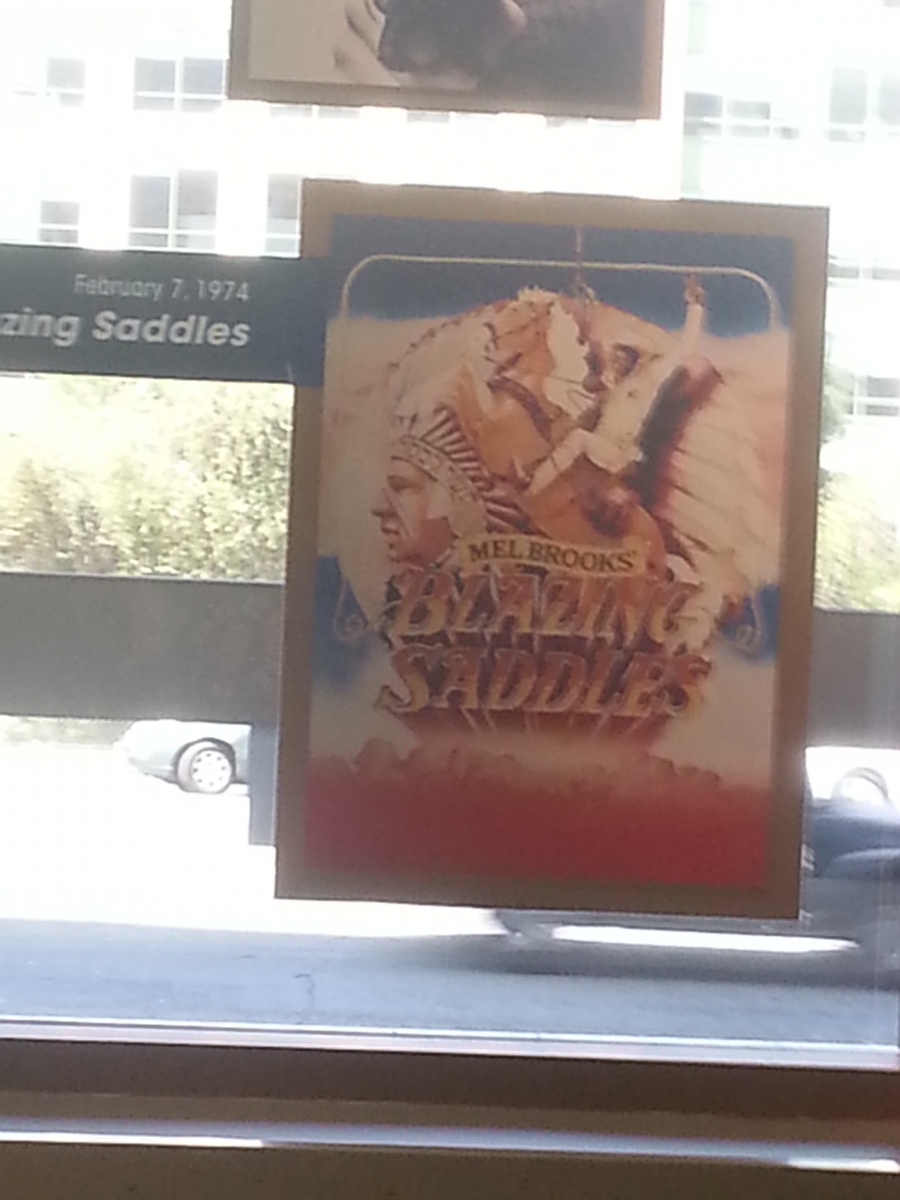 February 7, 1974
zing Saddles
MEL BROOKS'
BLAZING
SADDLES